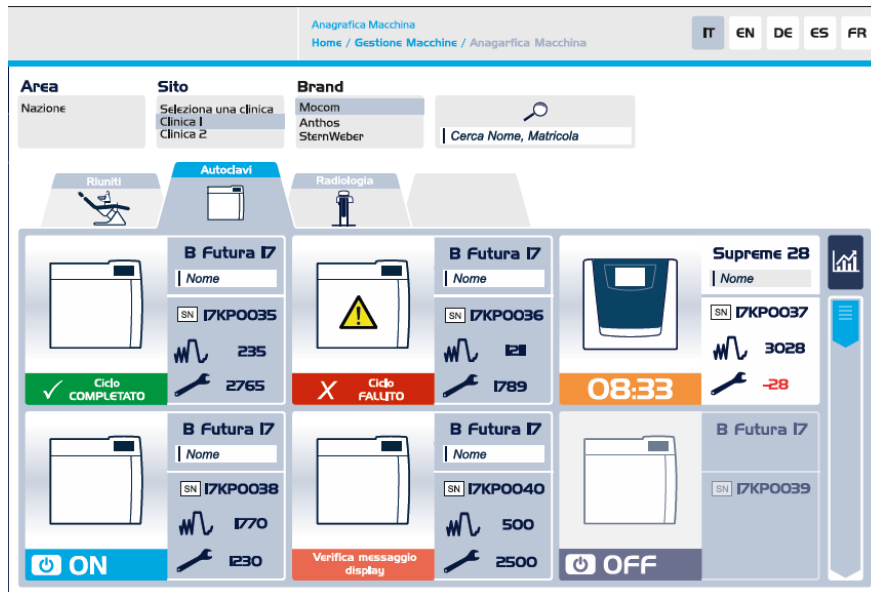 Anagrafica Macchina
Home / Gestione Macchine / Anagarfica Macchina
IT EN DE ES FR
Area
Sito
Brand
Nazione
Seleziona una clinica
Clinica 1
Clinica 2
Mocom
Anthos
SternWeber
Cerca Nome, Matricola
Riuniti
Autoclavi
Radiologia
B Futura 17
Nome
SN 17KP0035
235
2765
Ciclo
COMPLETATO
B Futura 17
Nome
SN 17KP0036
1211
1789
X Ciclo
FALLITO
Supreme 28
Nome
SN 17KP0037
3028
-28
08:33
B Futura 17
Nome
SN 17KP0038
1770
1230
ON
B Futura 17
Nome
SN 17KP0040
500
2500
Verifica messaggio
display
B Futura 17
SN 17KP0039
OFF